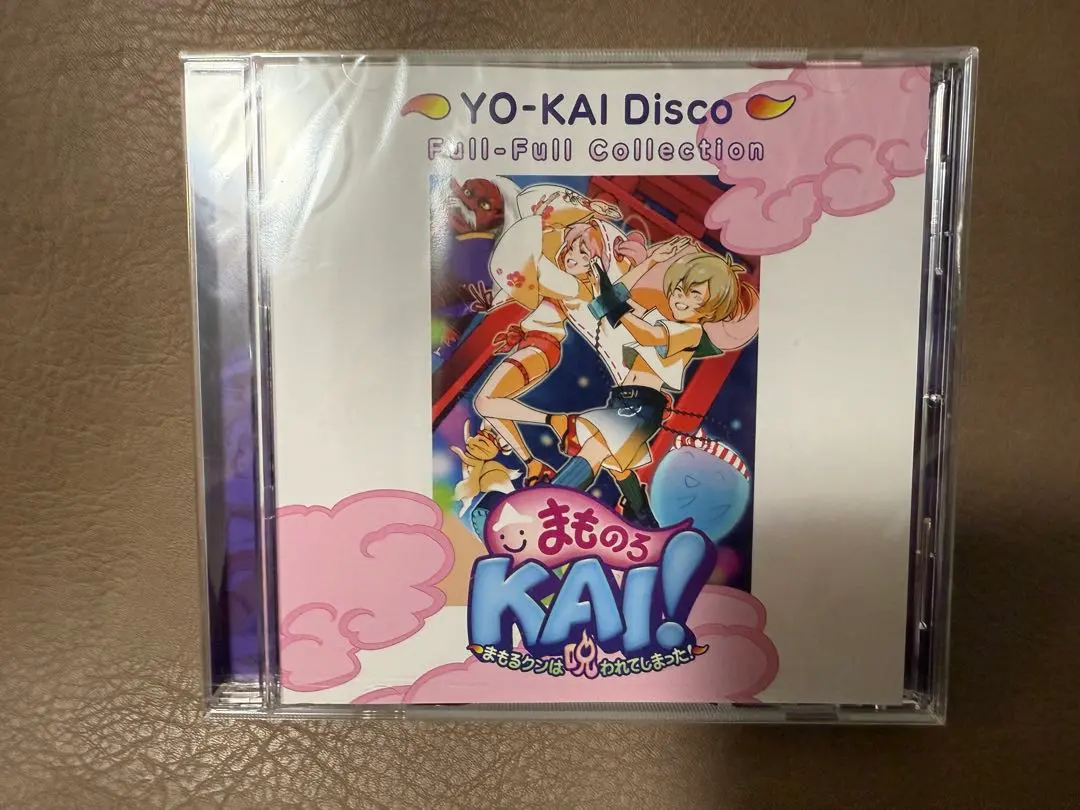 YO-KAI Disco
Full-Full Collection
まものろ
KAI!
まもるクンは呪われてしまった!